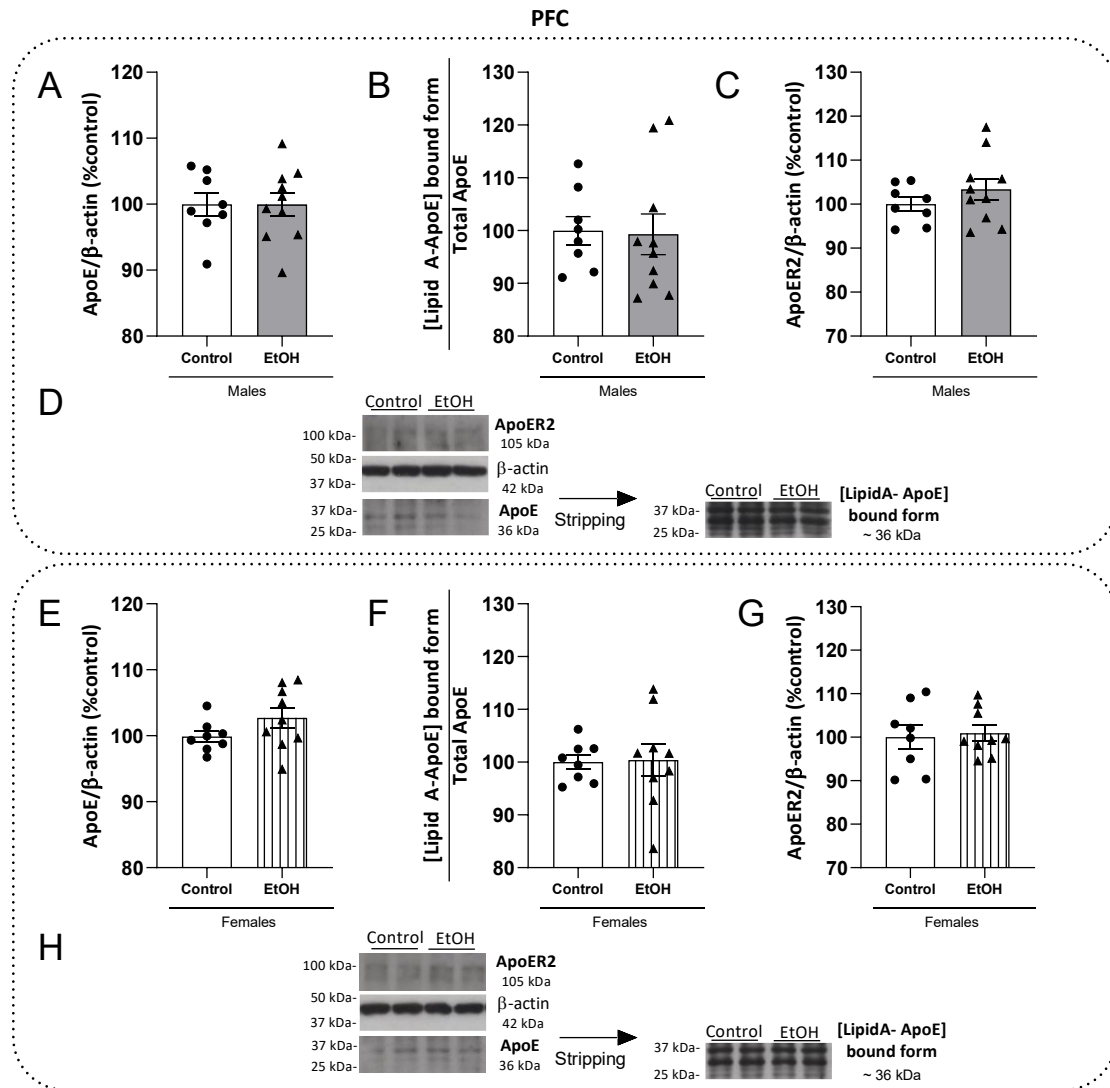 PFC
A
ApoE/β-actin (%control)
120
110
100
90
80
Control
EtOH
Males
B
[Lipid A-ApoE] bound form
Total ApoE
130
120
110
100
90
80
Control
EtOH
Males
C
ApoER2/β-actin (%control)
130
120
110
100
90
80
70
Control
EtOH
Males
D
Control EtOH
100 kDa-
ApoER2
105 kDa
50 kDa-
37 kDa-
β-actin
42 kDa
37 kDa-
25 kDa-
ApoE
36 kDa
Stripping
Control EtOH
37 kDa-
25 kDa-
[LipidA- ApoE]
bound form
~ 36 kDa
E
ApoE/β-actin (%control)
120
110
100
90
80
Control
EtOH
Females
F
[Lipid A-ApoE] bound form
Total ApoE
130
120
110
100
90
80
Control
EtOH
Females
G
ApoER2/β-actin (%control)
130
120
110
100
90
80
70
Control
EtOH
Females
H
Control EtOH
100 kDa-
ApoER2
105 kDa
50 kDa-
37 kDa-
β-actin
42 kDa
37 kDa-
25 kDa-
ApoE
36 kDa
Stripping
Control EtOH
37 kDa-
25 kDa-
[LipidA- ApoE]
bound form
~ 36 kDa